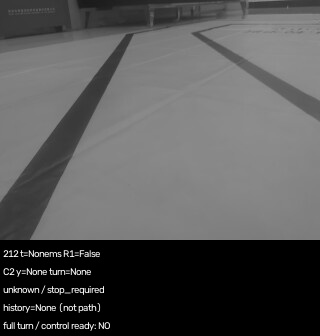 212 t=Nonems R1=False
C2 y=None turn=None
unknown / stop_required
history=None (not path)
full turn / control ready: NO